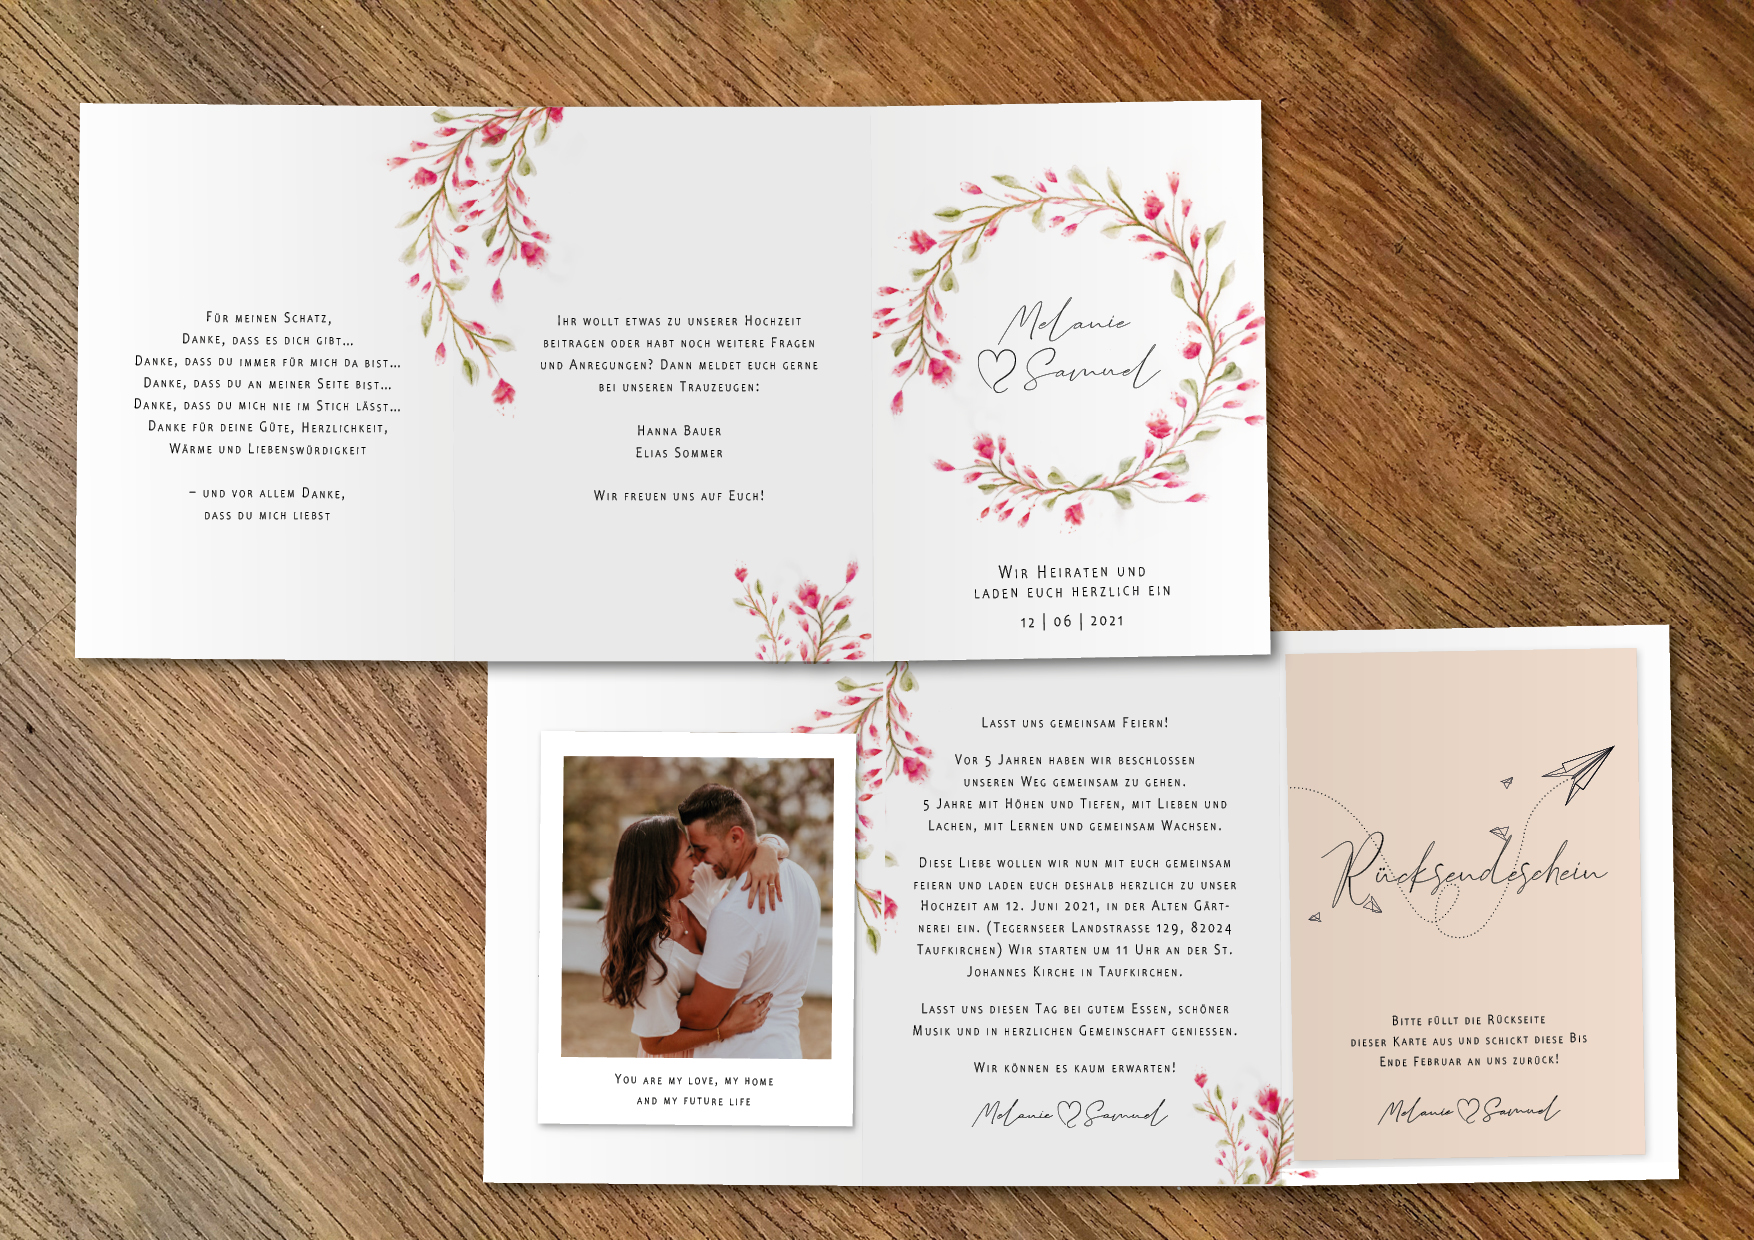 Für meinen Schatz,
Danke, dass es dich gibt...
Danke, dass du immer für mich da bist...
Danke, dass du an meiner Seite bist...
Danke, dass du mich nie im Stich lässt...
Danke für deine Güte, Herzlichkeit,
Wärme und Liebenswürdigkeit
– und vor allem Danke,
dass du mich liebst
Ihr wollt etwas zu unserer Hochzeit
beitragen oder habt noch weitere Fragen
und Anregungen? Dann meldet euch gerne
bei unseren Trauzeugen:
Hanna Bauer
Elias Sommer
Wir freuen uns auf Euch!
Melanie
Samuel
Wir Heiraten und
laden euch herzlich ein
12 | 06 | 2021
You are my love, my home
and my future life
Lasst uns gemeinsam Feiern!
Vor 5 Jahren haben wir beschlossen
unseren Weg gemeinsam zu gehen.
5 Jahre mit Höhen und Tiefen, mit Lieben und
Lachen, mit Lernen und gemeinsam Wachsen.
Diese Liebe wollen wir nun mit euch gemeinsam
feiern und laden euch deshalb herzlich zu unser
Hochzeit am 12. Juni 2021, in der Alten Gärt-
nerei ein. (Tegernseer Landstrasse 129, 82024
Taufkirchen) Wir starten um 11 Uhr an der St.
Johannes Kirche in Taufkirchen.
Lasst uns diesen Tag bei gutem Essen, schöner
Musik und in herzlichen Gemeinschaft geniessen.
Wir können es kaum erwarten!
Melanie Samuel
Rücksendeschein
Bitte füllt die Rückseite
dieser Karte aus und schickt diese Bis
Ende Februar an uns zurück!
Melanie Samuel